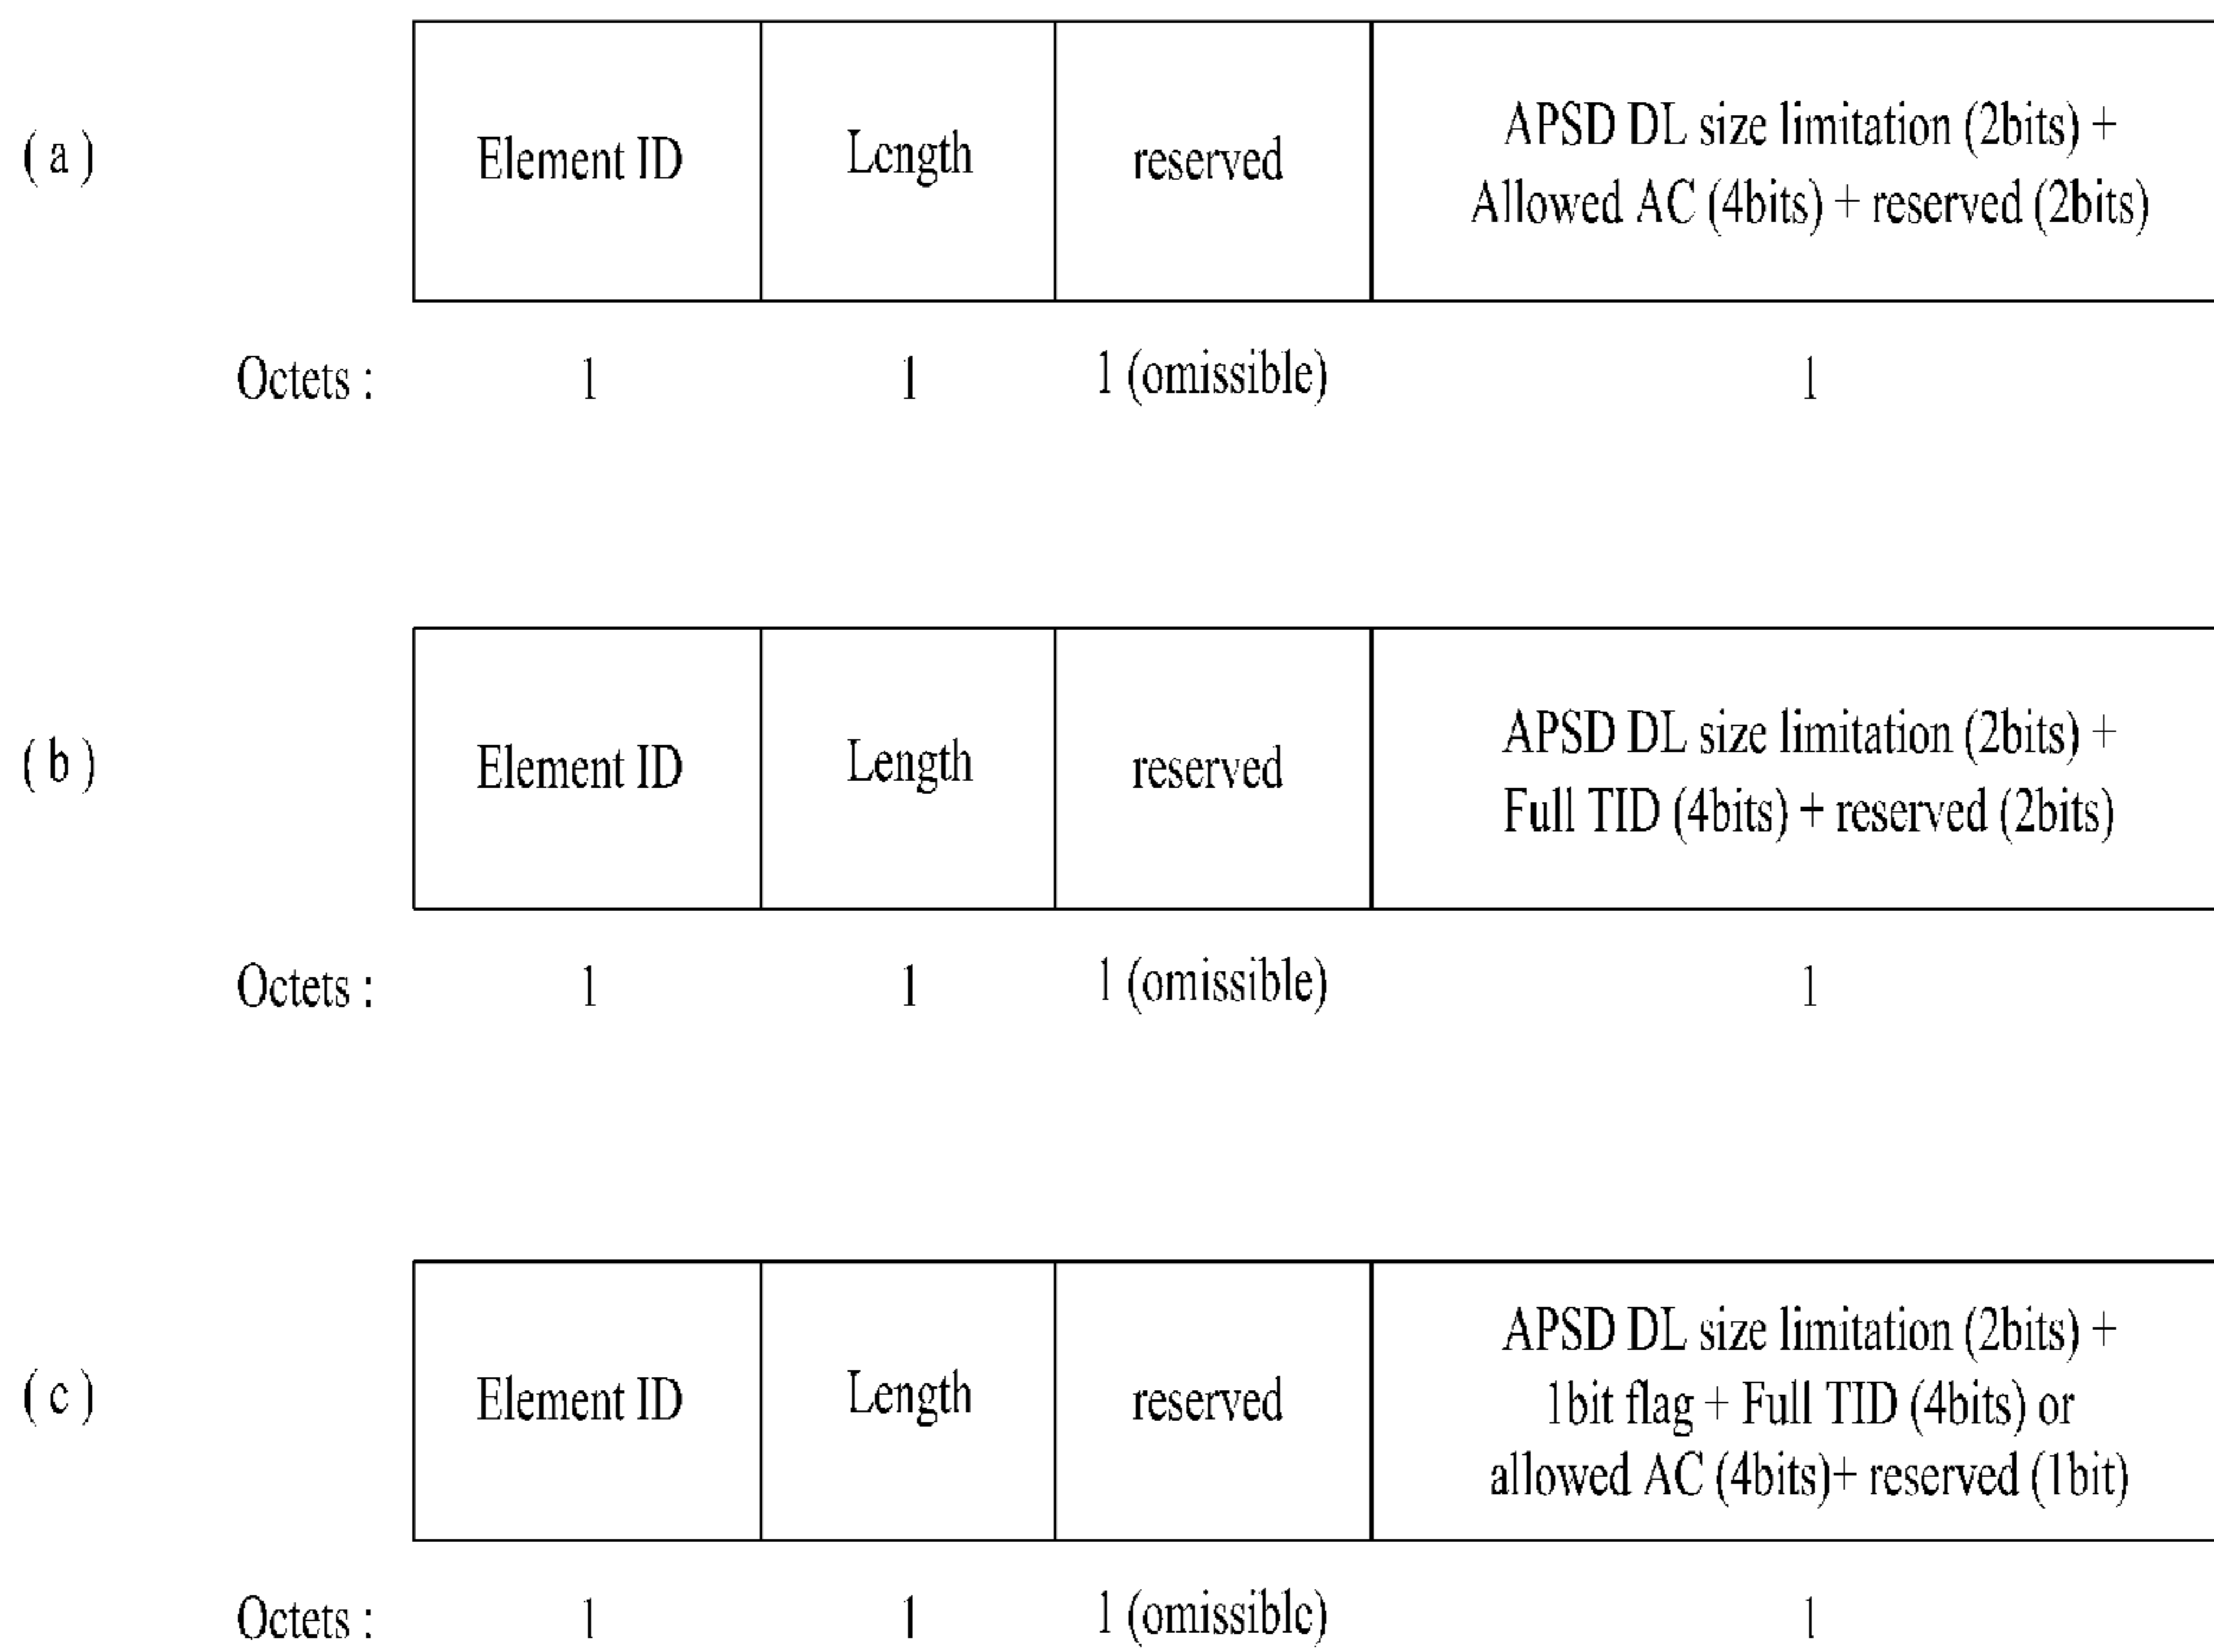 (a)
Element ID
Length
reserved
APSD DL size limitation (2bits) +
Allowed AC (4bits) + reserved (2bits)
Octets : 1 1 1 (omissible) 1
(b)
Element ID
Length
reserved
APSD DL size limitation (2bits) +
Full TID (4bits) + reserved (2bits)
Octets : 1 1 1 (omissible) 1
(c)
Element ID
Length
reserved
APSD DL size limitation (2bits) +
1bit flag + Full TID (4bits) or
allowed AC (4bits)+ reserved (1bit)
Octets : 1 1 1 (omissible) 1